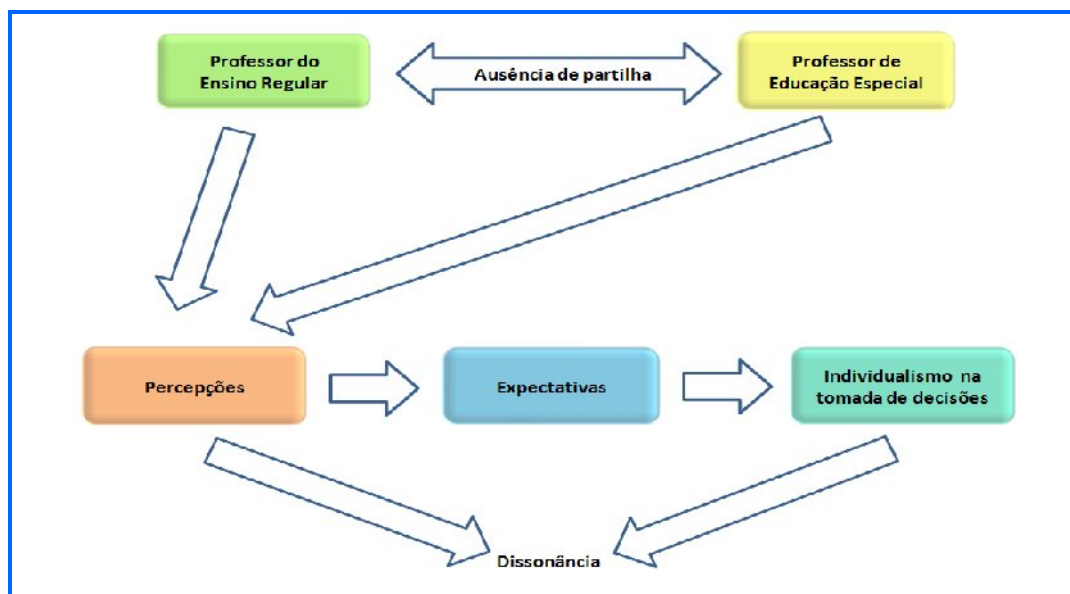 Professor do
Ensino Regular
Ausência de partilha
Professor de
Educação Especial
Percepções
Expectativas
Individualismo na
tomada de decisões
Dissonância